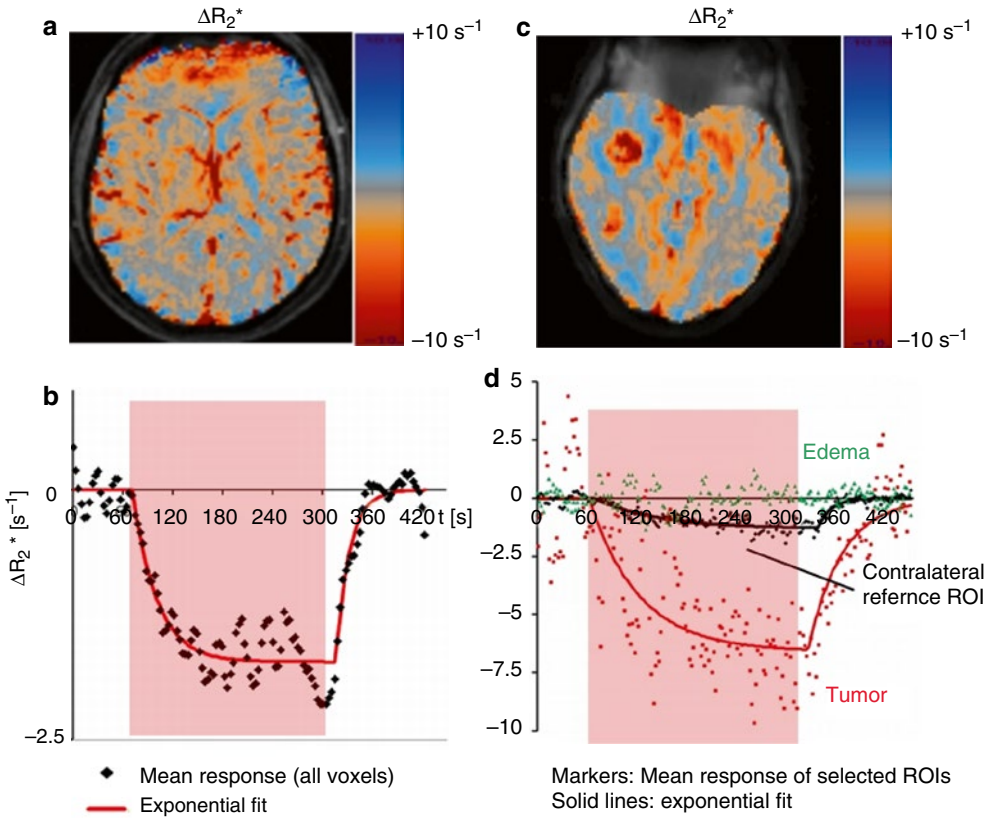 a
ΔR₂*
+10 s⁻¹
−10 s⁻¹
c
ΔR₂*
+10 s⁻¹
−10 s⁻¹
b
ΔR₂* [s⁻¹]
0
−2.5
0 60 120 180 240 300 360 420 t [s]
Mean response (all voxels)
Exponential fit
d
5
2.5
0
−2.5
−5
−7.5
−10
0 60 120 180 240 300 360 420
Edema
Contralateral
refernce ROI
Tumor
Markers: Mean response of selected ROIs
Solid lines: exponential fit